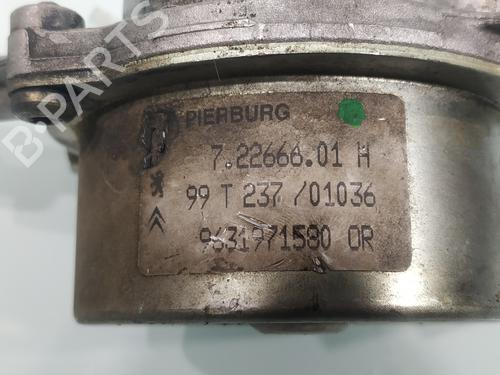 B-PARTS
PIERBURG
7.22666.01 H
99 T 237 /01036
9631971580 OR